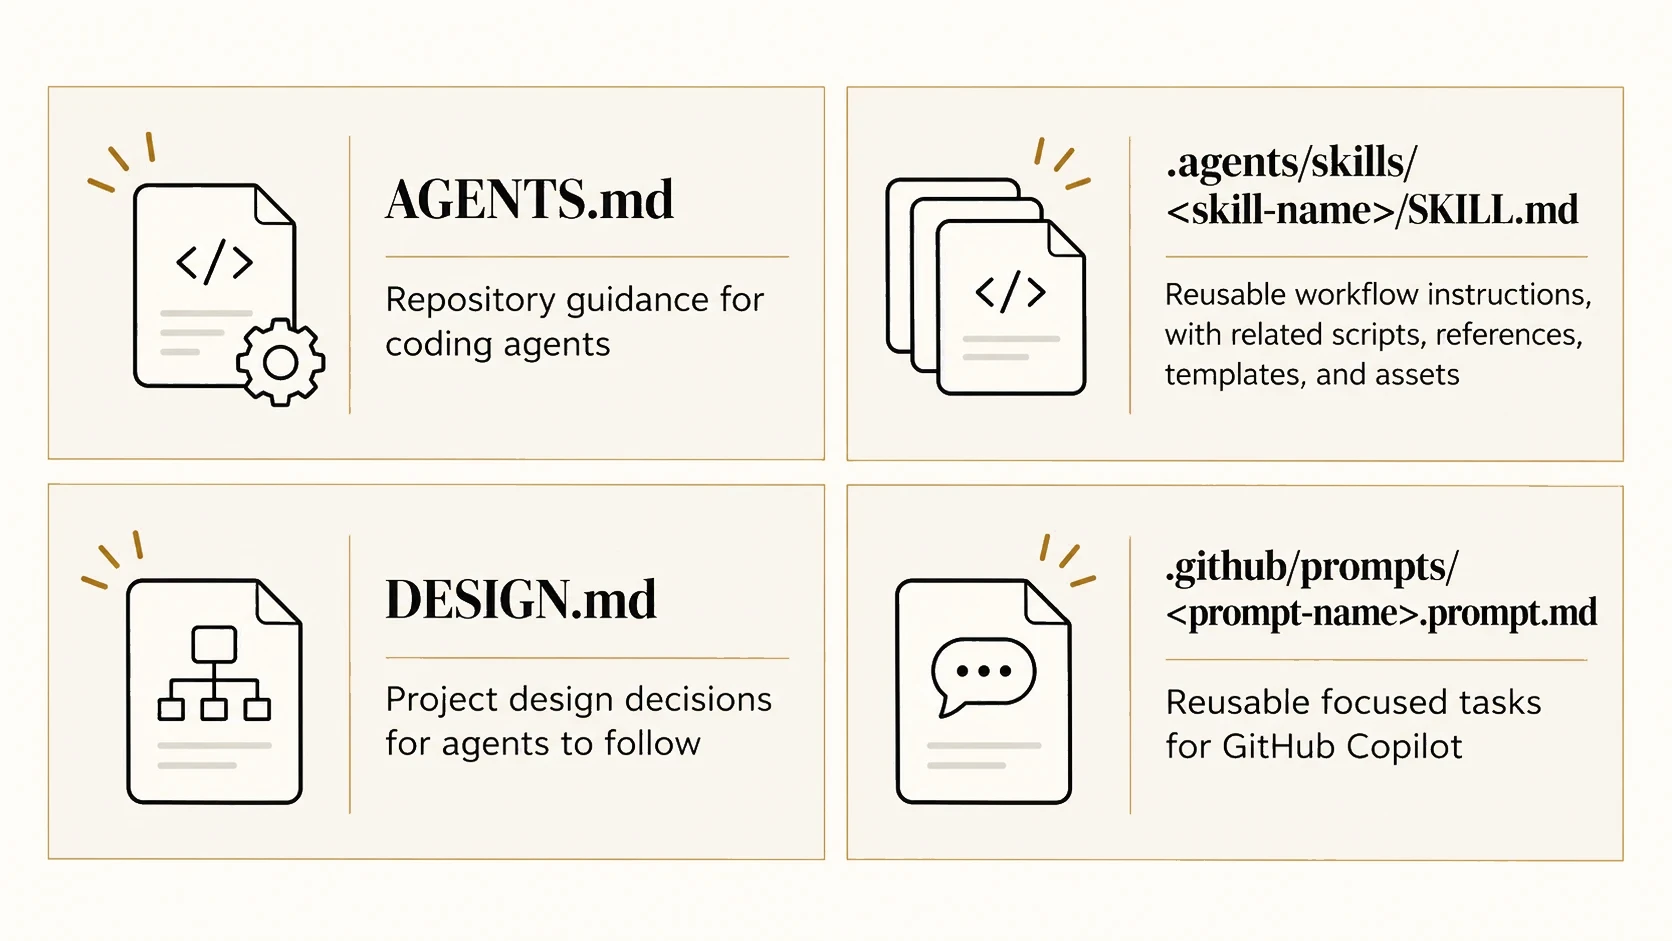 AGENTS.md
Repository guidance for
coding agents
.agents/skills/
<skill-name>/SKILL.md
Reusable workflow instructions,
with related scripts, references,
templates, and assets
DESIGN.md
Project design decisions
for agents to follow
.github/prompts/
<prompt-name>.prompt.md
Reusable focused tasks
for GitHub Copilot